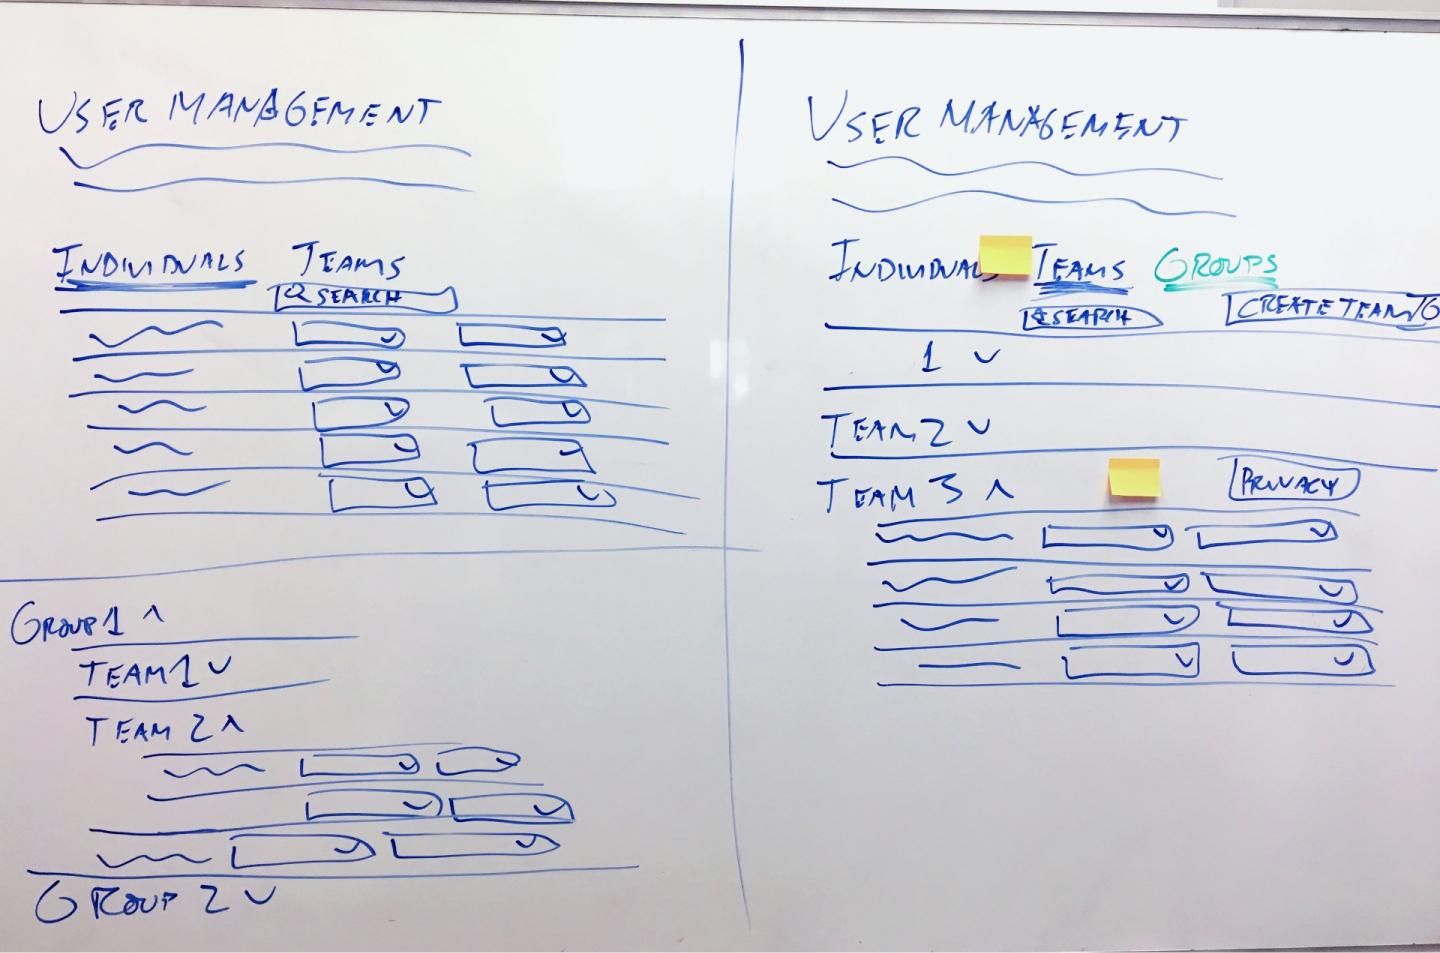 USER MANAGEMENT
INDIVIDUALS TEAMS
SEARCH
GROUP 1
TEAM 1
TEAM 2
GROUP 2
USER MANAGEMENT
INDIVIDUALS TEAMS GROUPS
SEARCH CREATE TEAM
1
TEAM 2
TEAM 3 PRIVACY